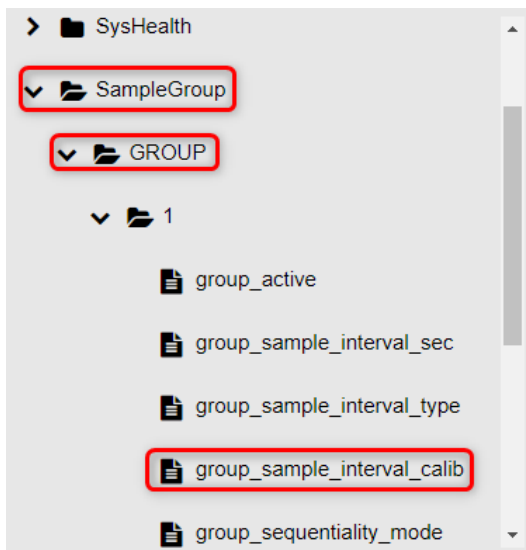 SysHealth
SampleGroup
GROUP
1
group_active
group_sample_interval_sec
group_sample_interval_type
group_sample_interval_calib
group_sequentiality_mode